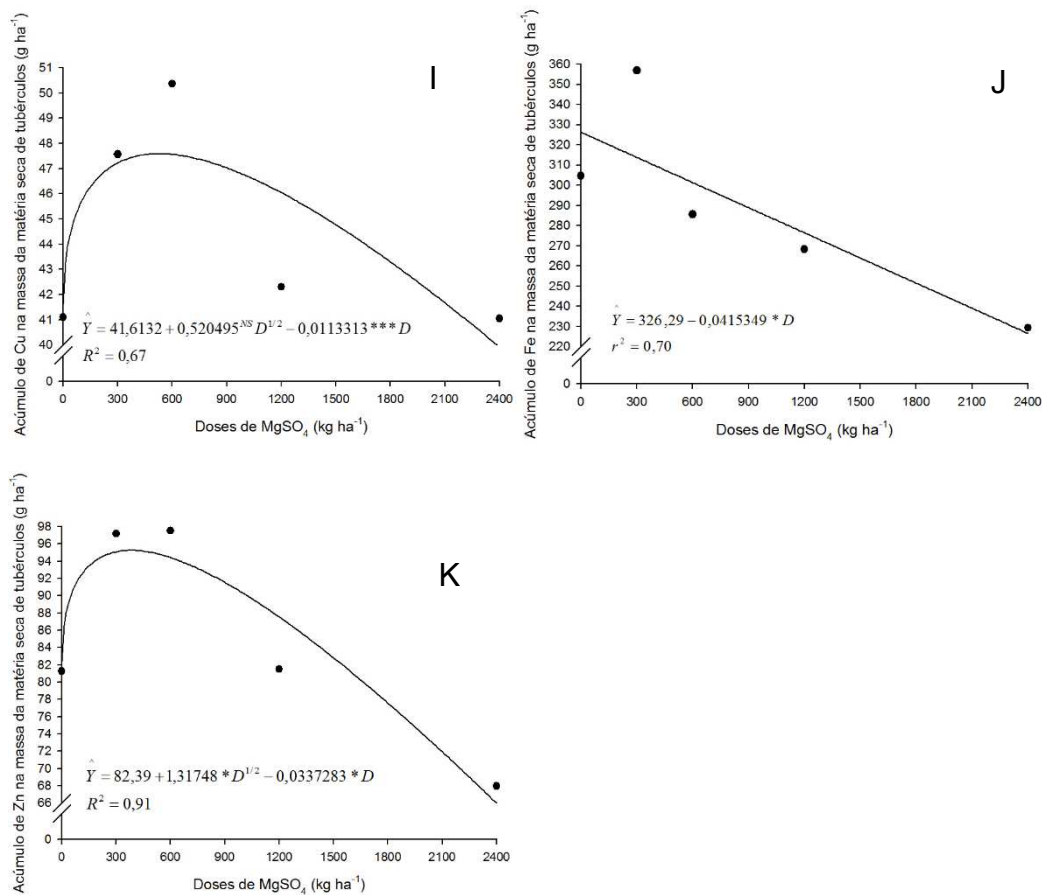 I
Acúmulo de Cu na massa da matéria seca de tubérculos (g ha⁻¹)
51
50
49
48
47
46
45
44
43
42
41
40
0
Ŷ = 41,6132 + 0,520495ᴺˢ D^1/2 − 0,0113313 *** D
R² = 0,67
0 300 600 900 1200 1500 1800 2100 2400
Doses de MgSO₄ (kg ha⁻¹)
J
Acúmulo de Fe na massa da matéria seca de tubérculos (g ha⁻¹)
360
350
340
330
320
310
300
290
280
270
260
250
240
230
220
0
Ŷ = 326,29 − 0,0415349 * D
r² = 0,70
0 300 600 900 1200 1500 1800 2100 2400
Doses de MgSO₄ (kg ha⁻¹)
K
Acúmulo de Zn na massa da matéria seca de tubérculos (g ha⁻¹)
98
96
94
92
90
88
86
84
82
80
78
76
74
72
70
68
66
0
Ŷ = 82,39 + 1,31748 * D^1/2 − 0,0337283 * D
R² = 0,91
0 300 600 900 1200 1500 1800 2100 2400
Doses de MgSO₄ (kg ha⁻¹)